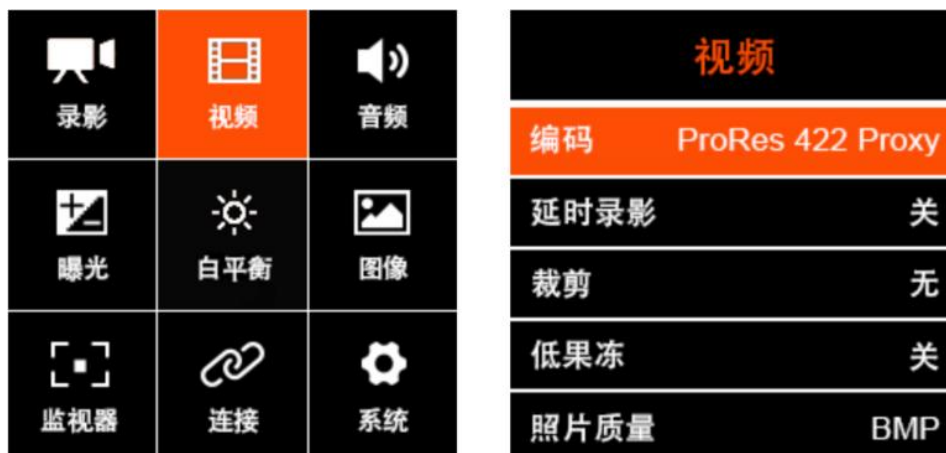 录影 视频 音频
曝光 白平衡 图像
监视器 连接 系统
视频
编码 ProRes 422 Proxy
延时录影 关
裁剪 无
低果冻 关
照片质量 BMP